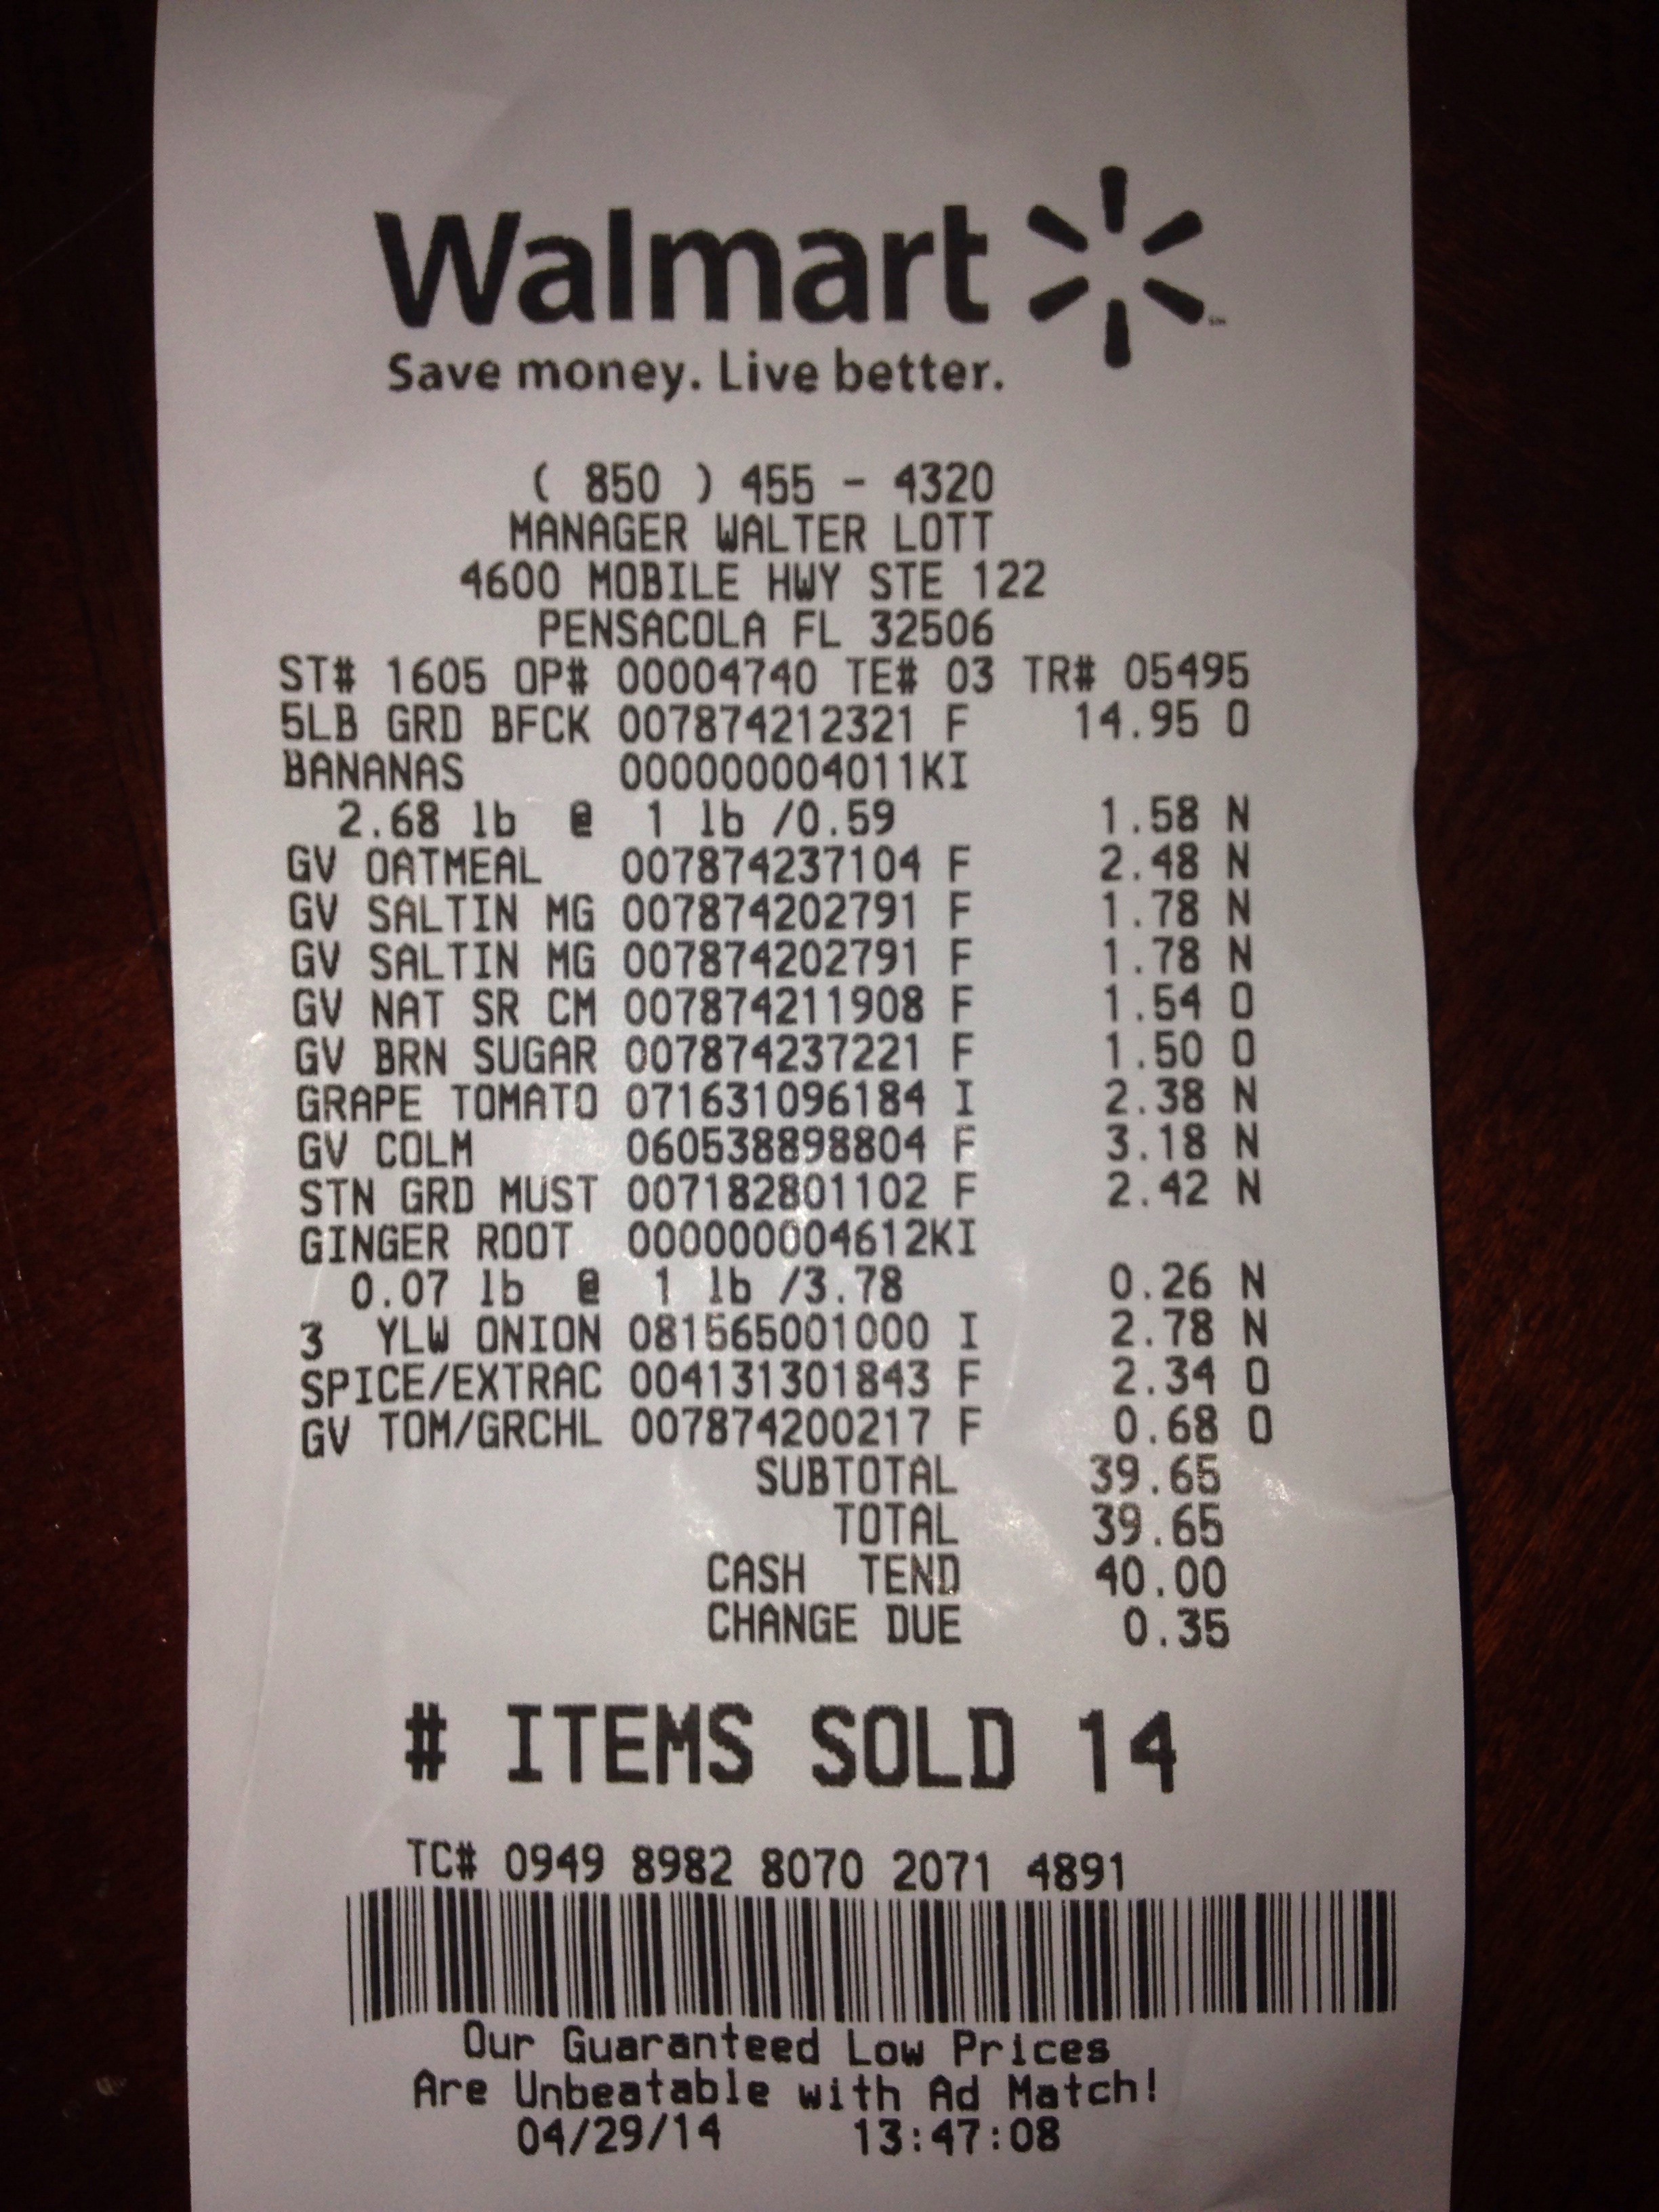 Walmart
Save money. Live better.
( 850 ) 455 - 4320
MANAGER WALTER LOTT
4600 MOBILE HWY STE 122
PENSACOLA FL 32506
ST# 1605 OP# 00004740 TE# 03 TR# 05495
5LB GRD BFCK 007874212321 F 14.95 O
BANANAS 000000004011KI
2.68 lb @ 1 lb /0.59 1.58 N
GV OATMEAL 007874237104 F 2.48 N
GV SALTIN MG 007874202791 F 1.78 N
GV SALTIN MG 007874202791 F 1.78 N
GV NAT SR CM 007874211908 F 1.54 O
GV BRN SUGAR 007874237221 F 1.50 O
GRAPE TOMATO 071631096184 I 2.38 N
GV COLM 060538898804 F 3.18 N
STN GRD MUST 007182801102 F 2.42 N
GINGER ROOT 000000004612KI
0.07 lb @ 1 lb /3.78 0.26 N
3 YLW ONION 081565001000 I 2.78 N
SPICE/EXTRAC 004131301843 F 2.34 O
GV TOM/GRCHL 007874200217 F 0.68 O
SUBTOTAL 39.65
TOTAL 39.65
CASH TEND 40.00
CHANGE DUE 0.35
# ITEMS SOLD 14
TC# 0949 8982 8070 2071 4891
Our Guaranteed Low Prices
Are Unbeatable with Ad Match!
04/29/14 13:47:08